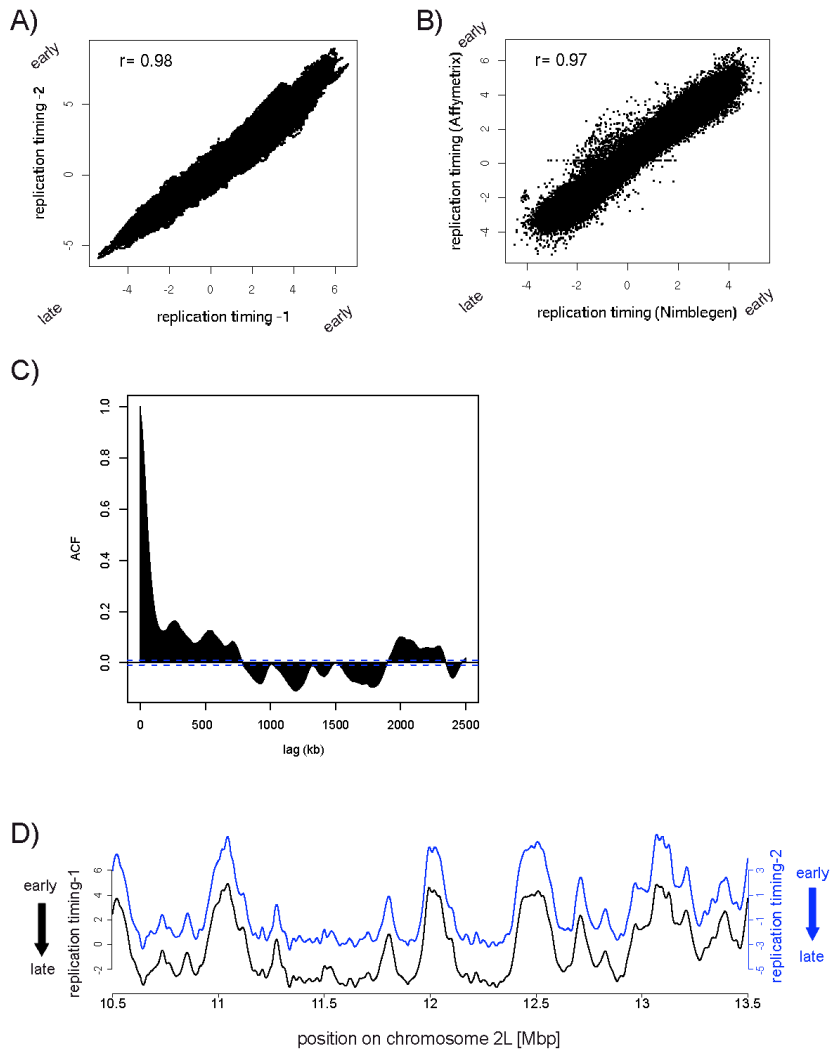 A)
early
r= 0.98
replication timing -2
5
0
-5
-4 -2 0 2 4 6
late
replication timing -1
early
B)
early
r= 0.97
replication timing (Affymetrix)
6
4
2
0
-2
-4
-4 -2 0 2 4
late
replication timing (Nimblegen)
early
C)
1.0
0.8
0.6
0.4
0.2
0.0
ACF
0 500 1000 1500 2000 2500
lag (kb)
D)
early
late
replication timing-1
6
4
2
0
-2
3
1
-1
-3
-5
replication timing-2
early
late
10.5 11 11.5 12 12.5 13 13.5
position on chromosome 2L [Mbp]